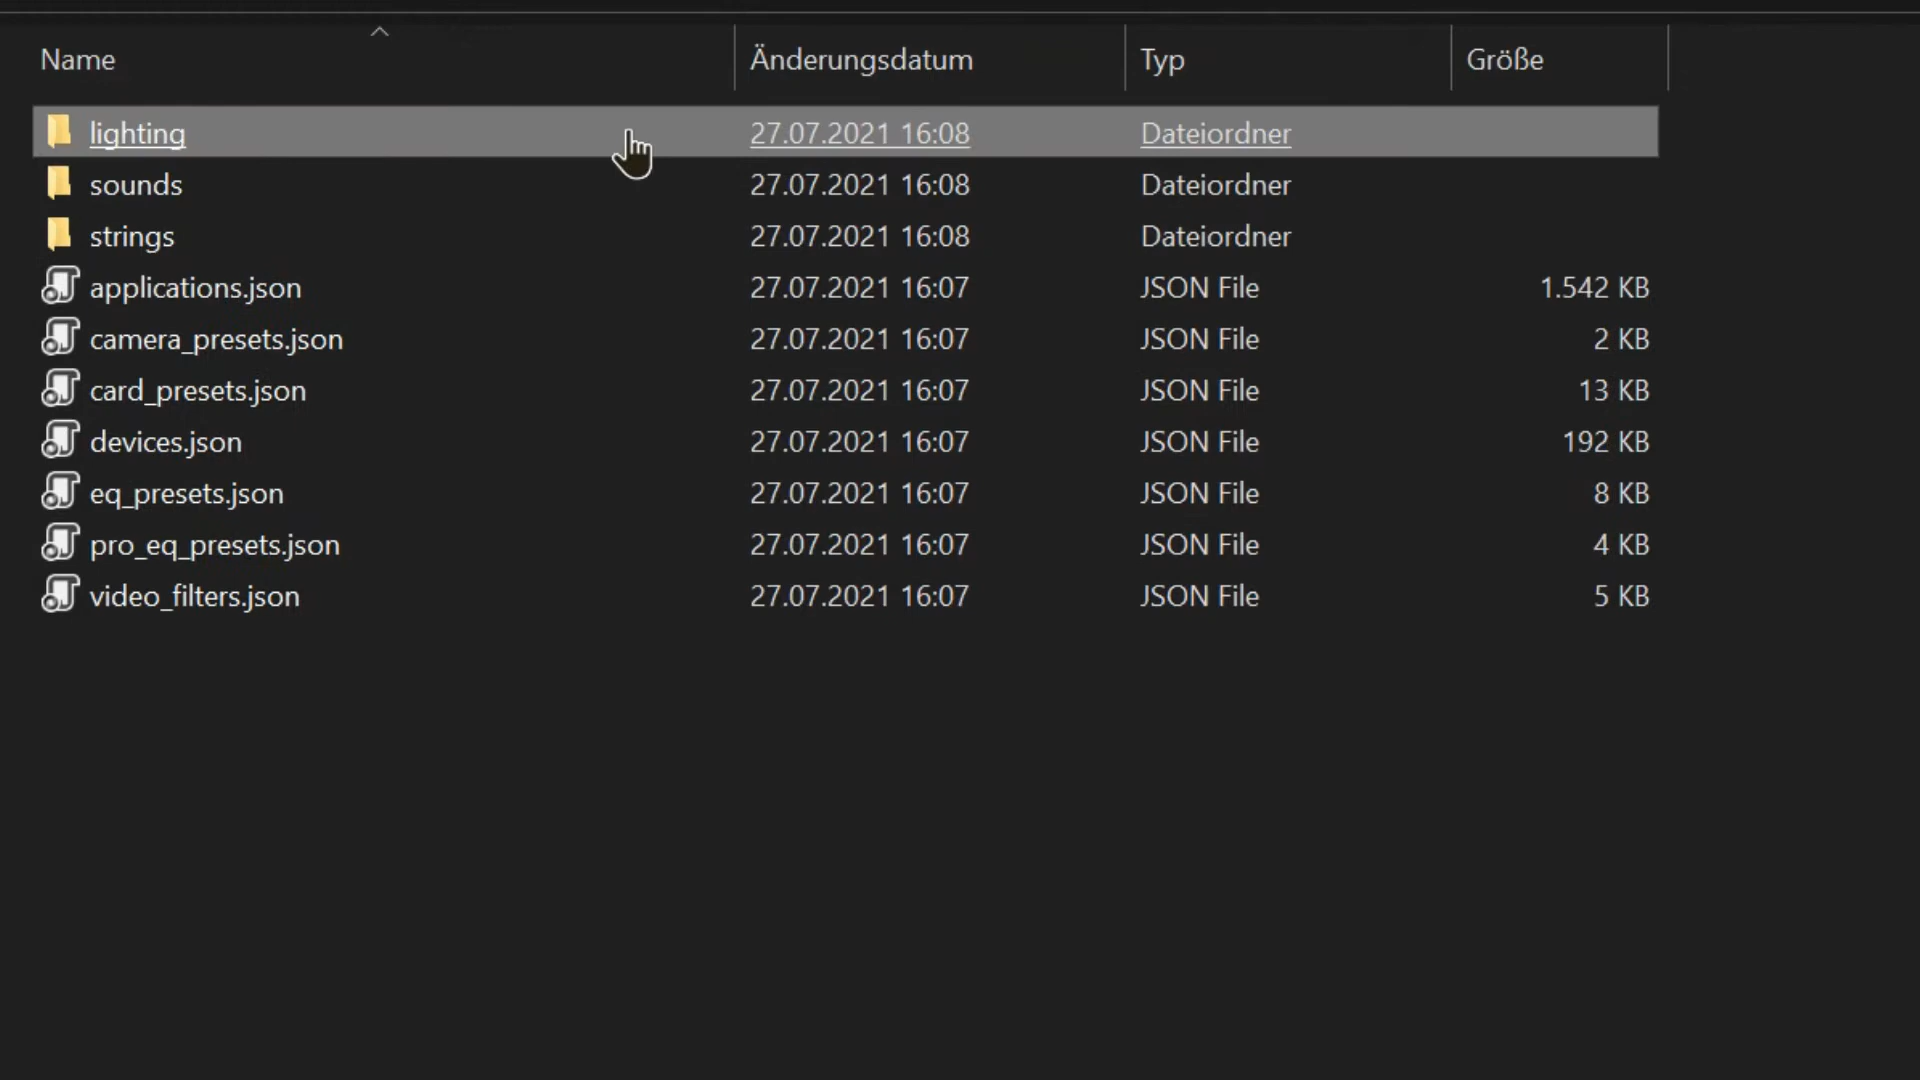 Name Änderungsdatum Typ Größe
lighting 27.07.2021 16:08 Dateiordner
sounds 27.07.2021 16:08 Dateiordner
strings 27.07.2021 16:08 Dateiordner
applications.json 27.07.2021 16:07 JSON File 1.542 KB
camera_presets.json 27.07.2021 16:07 JSON File 2 KB
card_presets.json 27.07.2021 16:07 JSON File 13 KB
devices.json 27.07.2021 16:07 JSON File 192 KB
eq_presets.json 27.07.2021 16:07 JSON File 8 KB
pro_eq_presets.json 27.07.2021 16:07 JSON File 4 KB
video_filters.json 27.07.2021 16:07 JSON File 5 KB